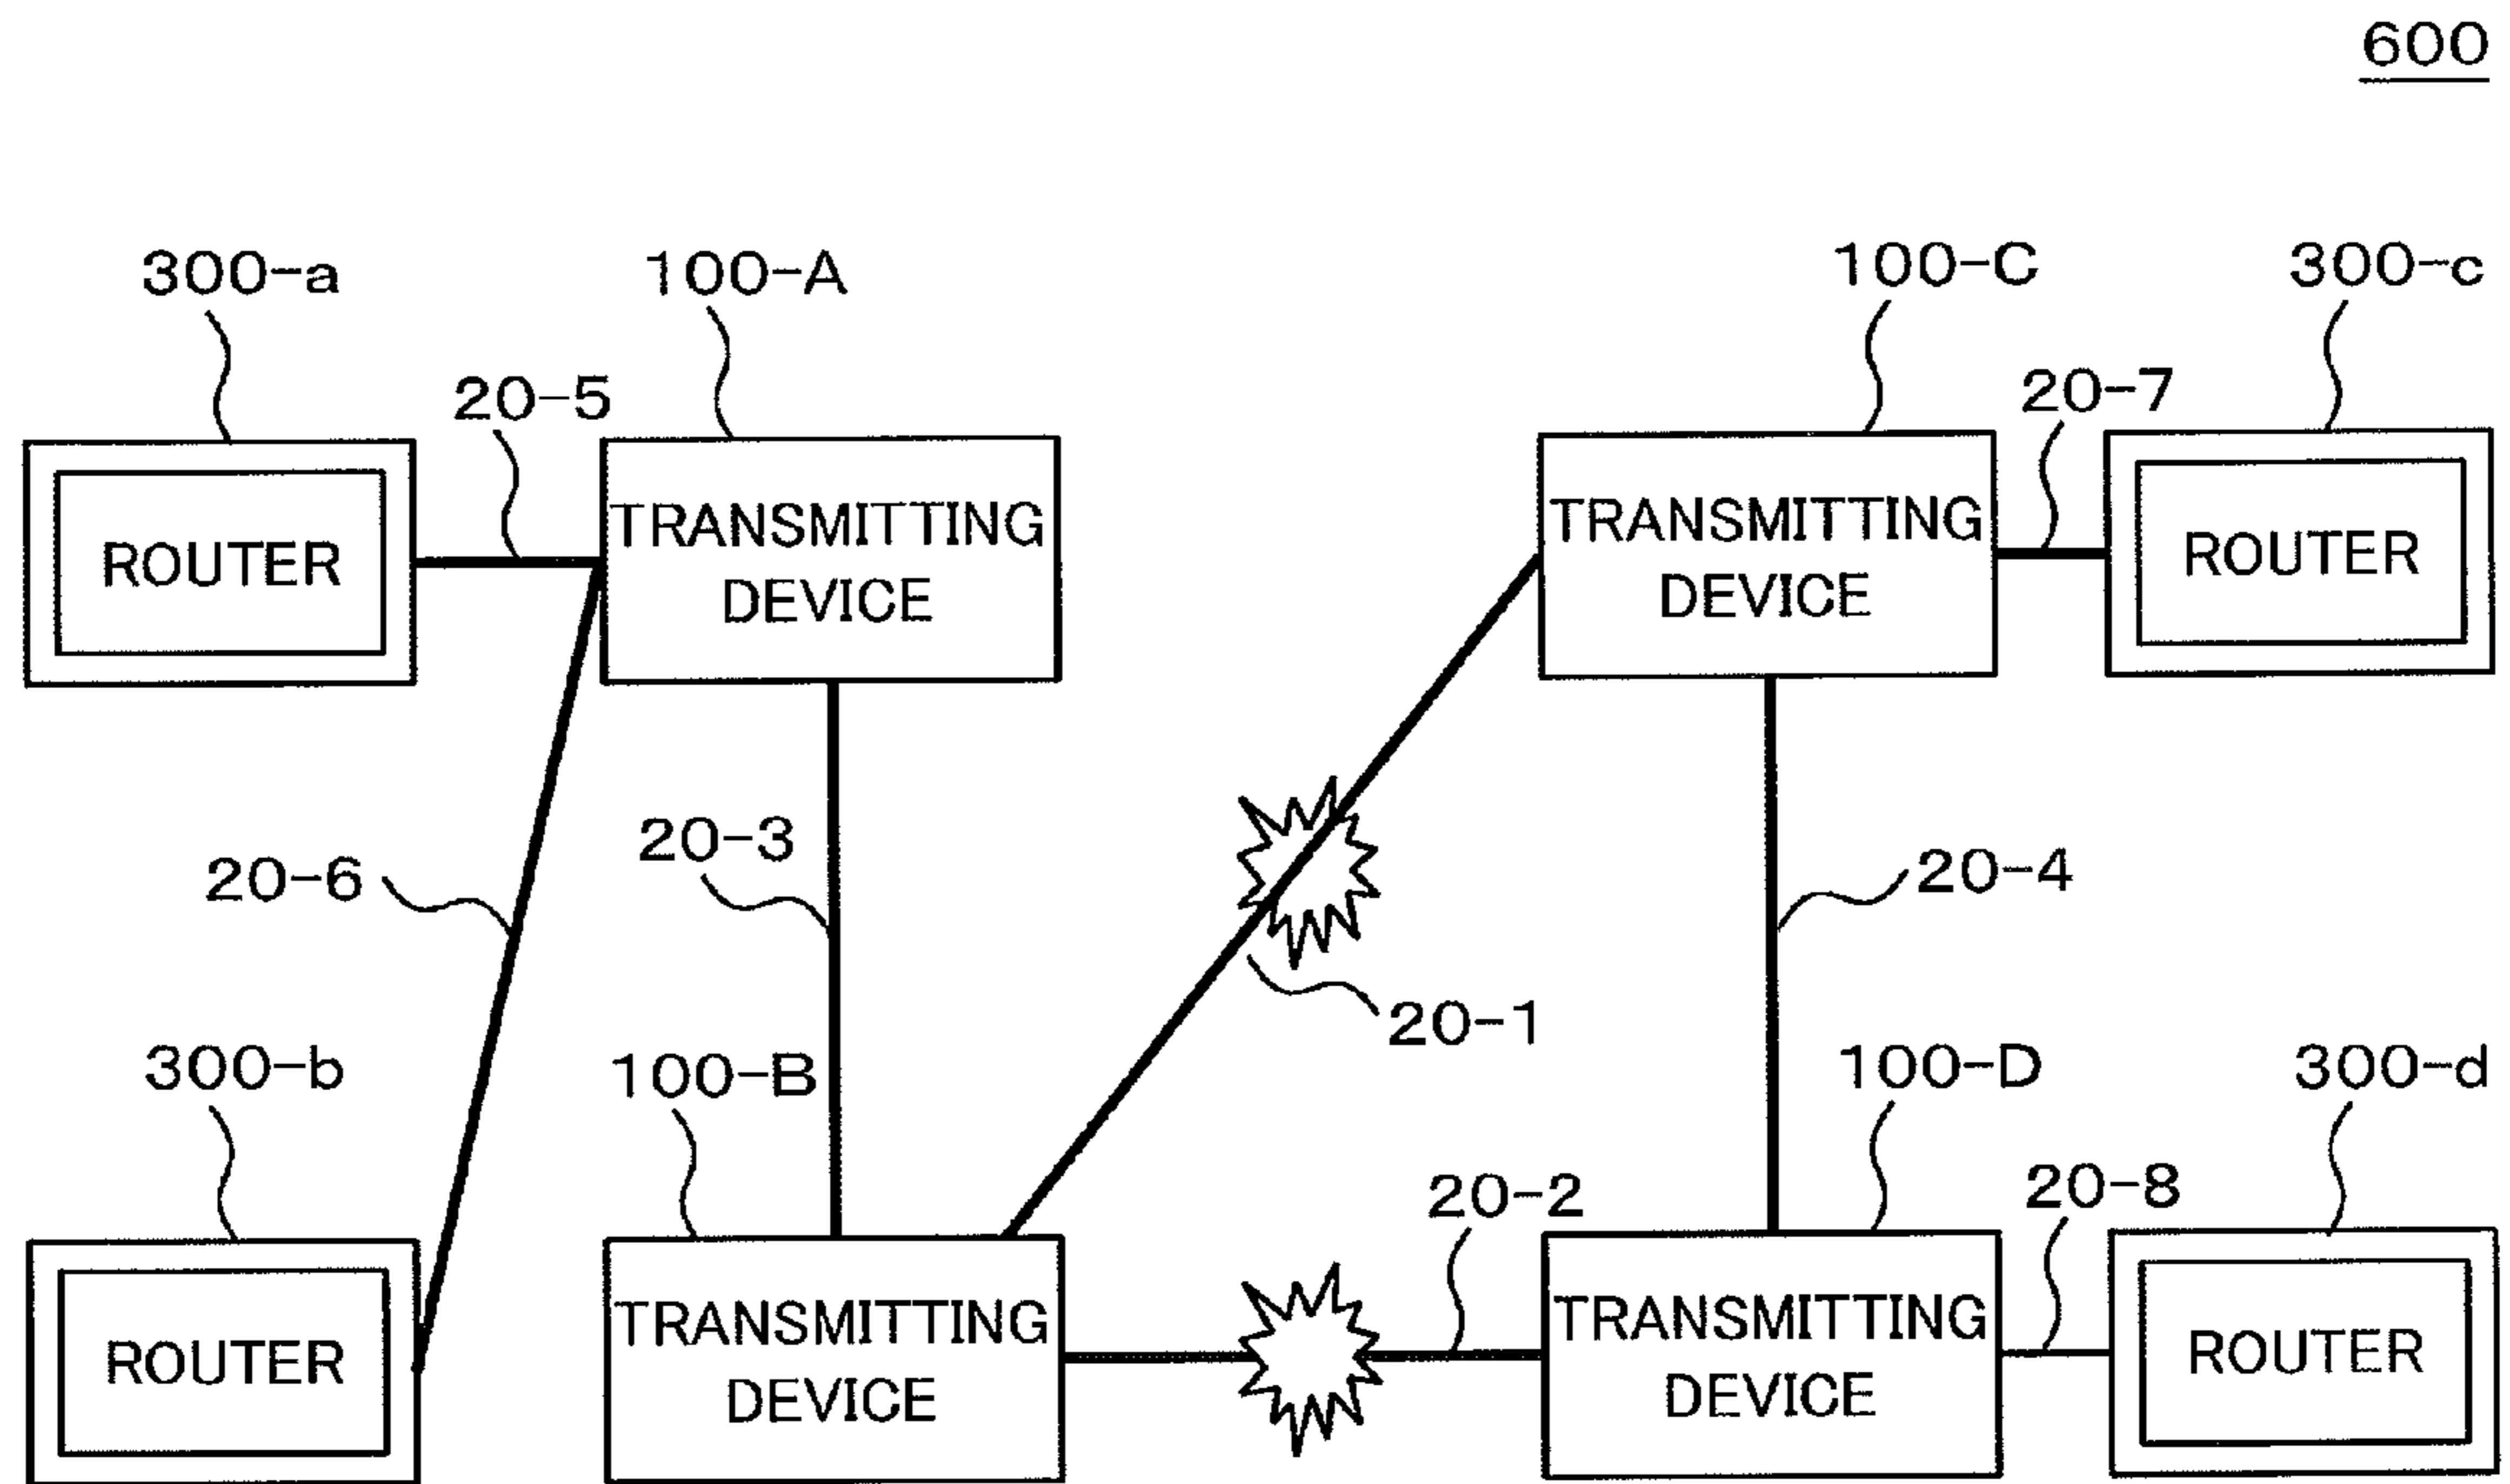 600
300-a
100-A
100-C
300-c
20-5
20-7
ROUTER
TRANSMITTING
DEVICE
TRANSMITTING
DEVICE
ROUTER
20-6
20-3
20-4
20-1
300-b
100-B
100-D
300-d
20-2
20-8
ROUTER
TRANSMITTING
DEVICE
TRANSMITTING
DEVICE
ROUTER